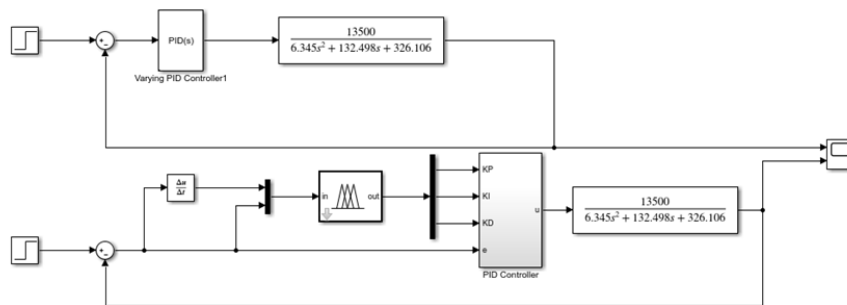 13500
PID(s)
6.345s² + 132.498s + 326.106
Varying PID Controller1
KP
Δu
Δt
in
out
KI
u
13500
6.345s² + 132.498s + 326.106
KD
e
PID Controller